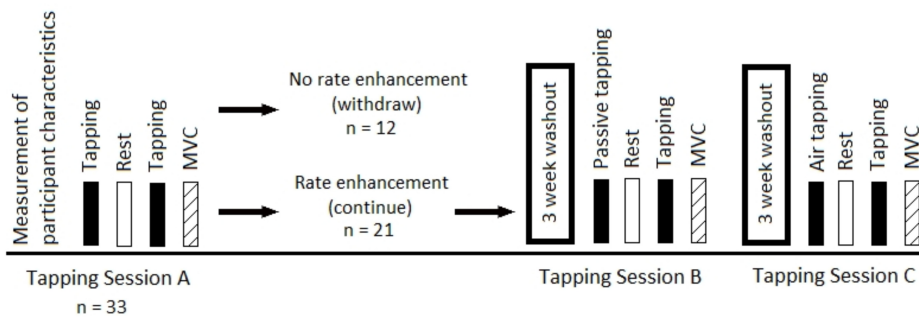 Measurement of
participant characteristics
Tapping
Rest
Tapping
MVC
No rate enhancement
(withdraw)
n = 12
Rate enhancement
(continue)
n = 21
3 week washout
Passive tapping
Rest
Tapping
MVC
3 week washout
Air tapping
Rest
Tapping
MVC
Tapping Session A
n = 33
Tapping Session B
Tapping Session C